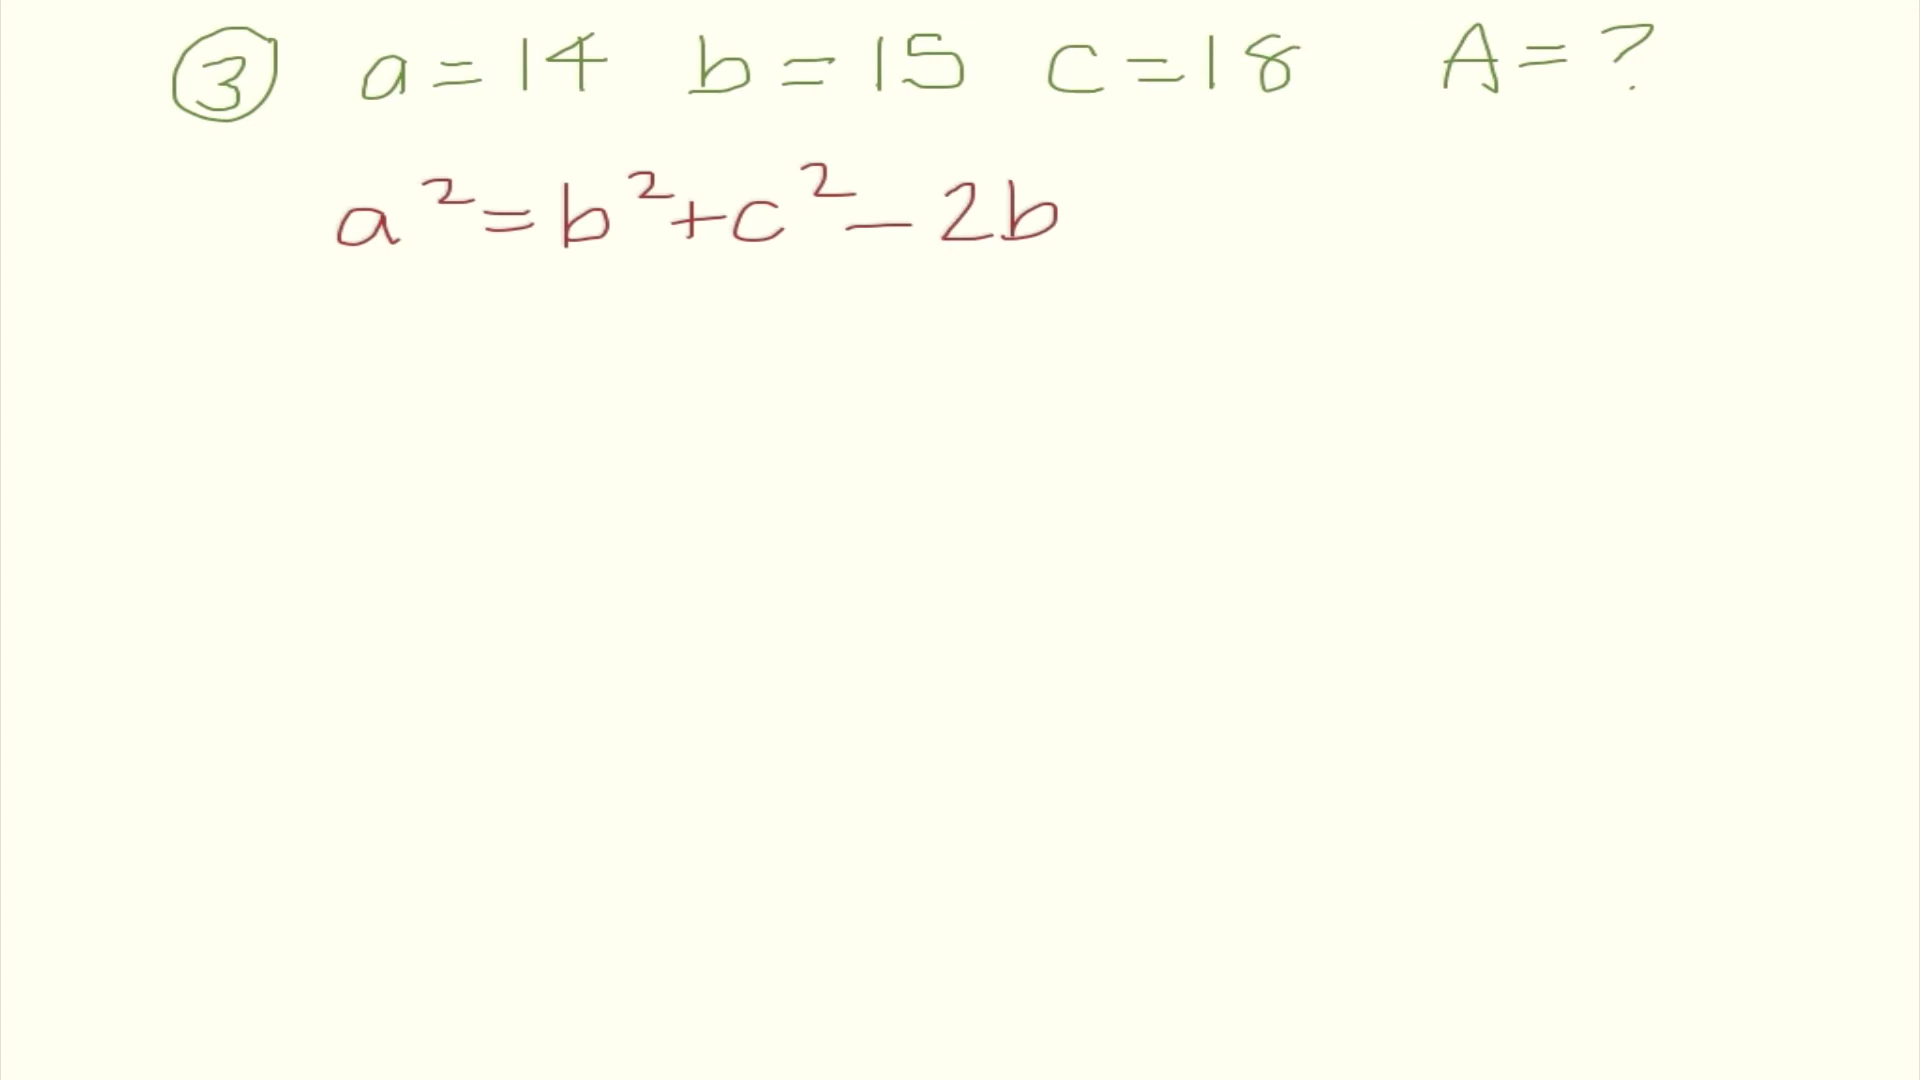 ③ a = 14 b = 15 c = 18 A = ?
a² = b² + c² - 2b